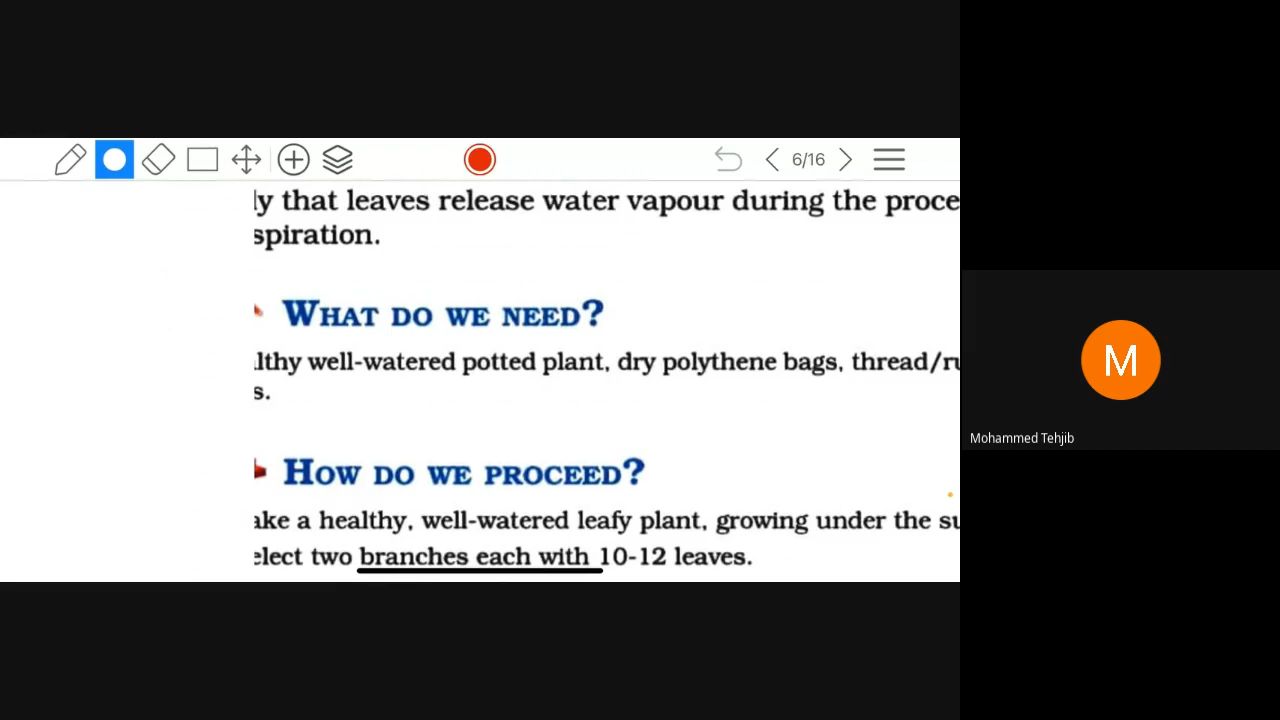 6/16
ly that leaves release water vapour during the proce
spiration.
WHAT DO WE NEED?
lthy well-watered potted plant, dry polythene bags, thread/ru
s.
HOW DO WE PROCEED?
ake a healthy, well-watered leafy plant, growing under the su
elect two branches each with 10-12 leaves.
M
Mohammed Tehjib